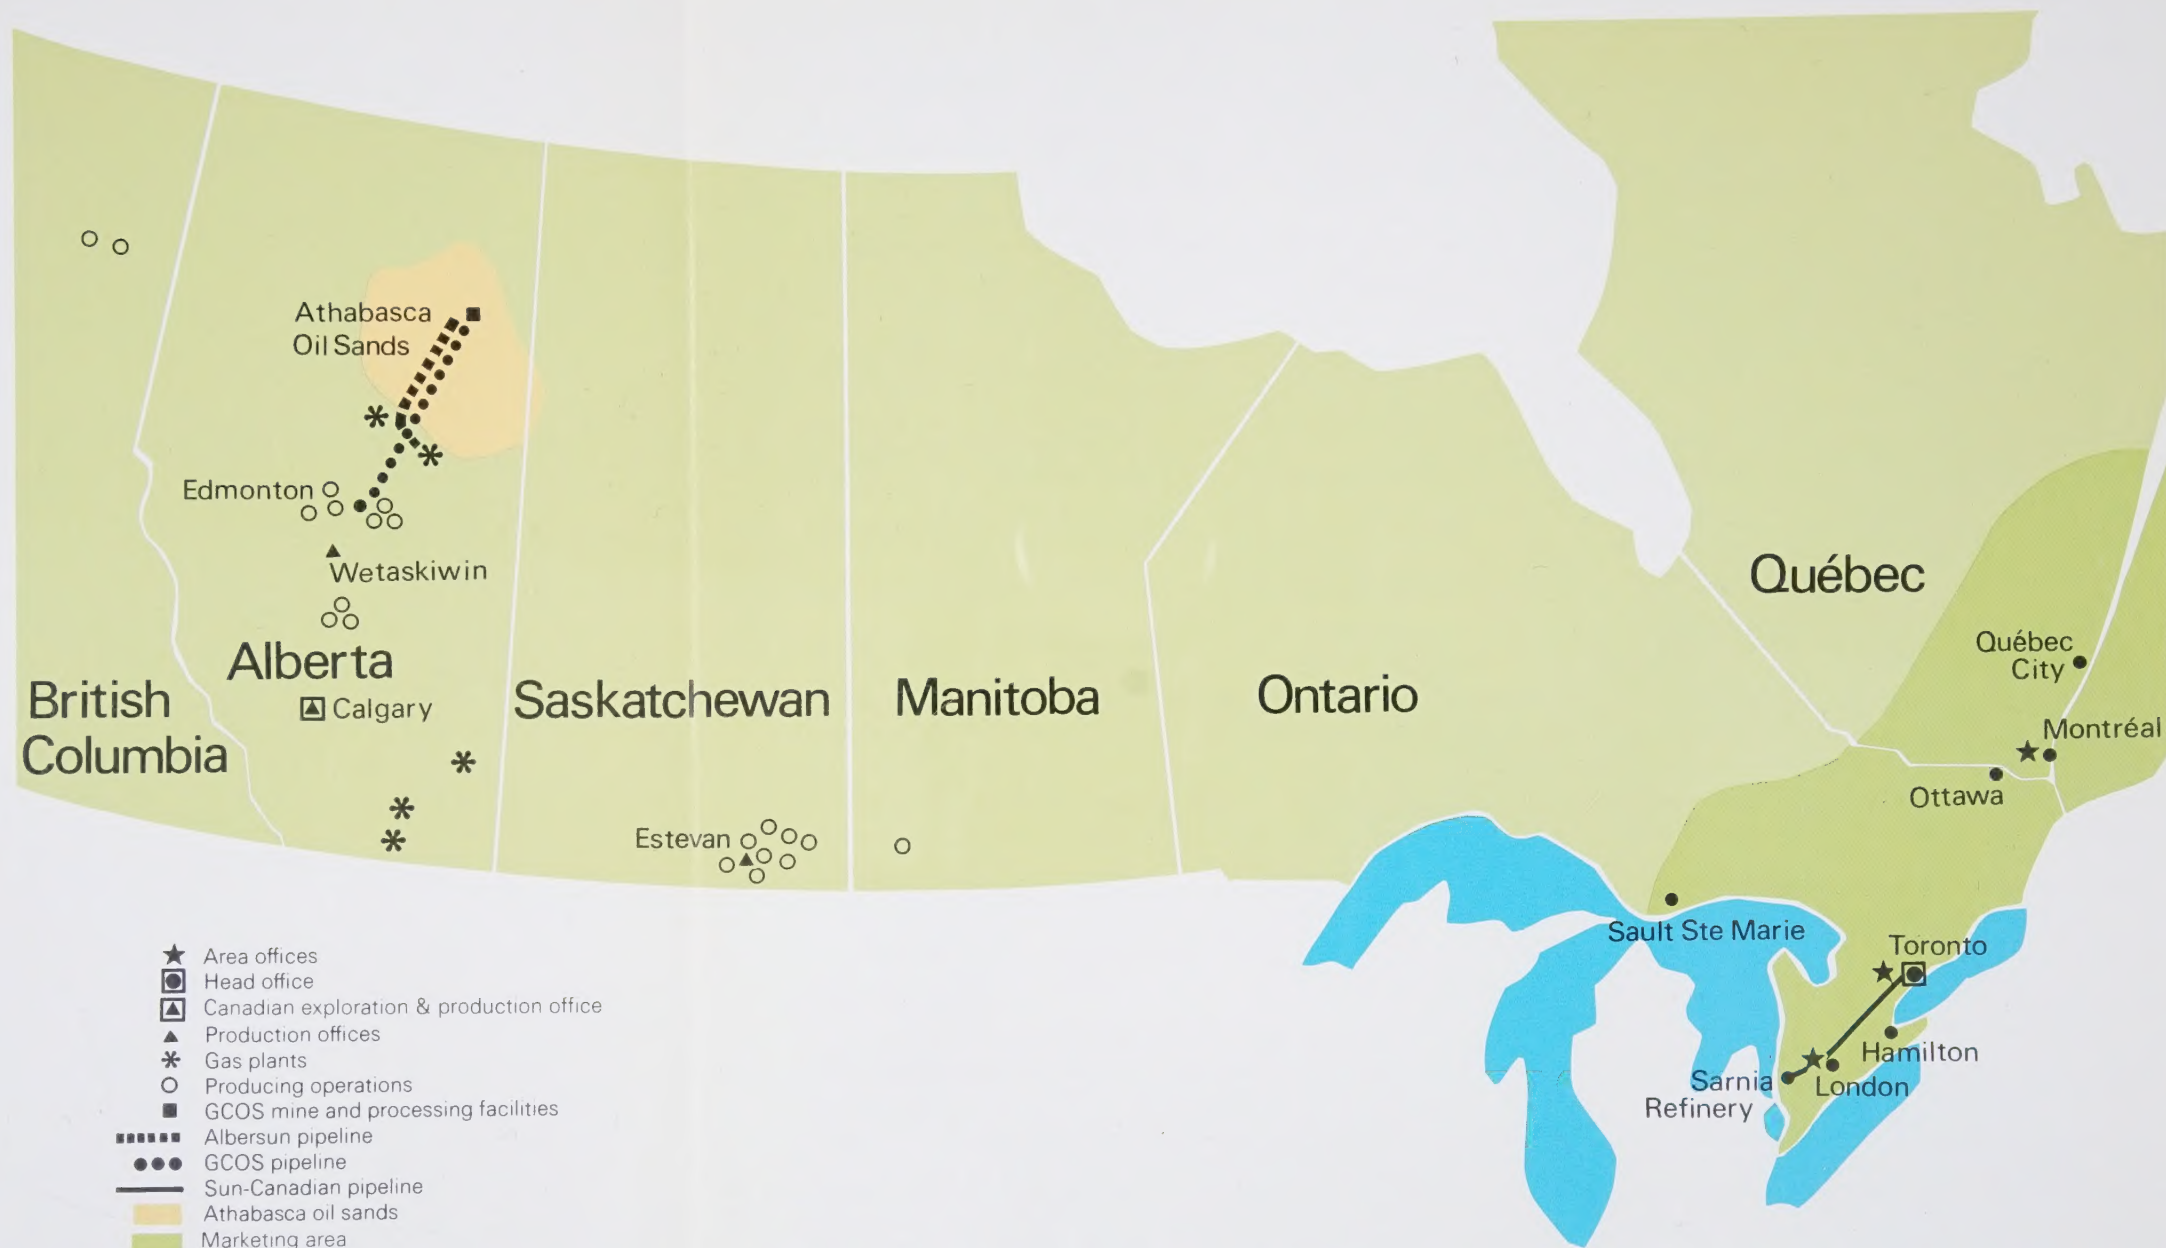 Athabasca
Oil Sands
Edmonton
Wetaskiwin
Alberta
Calgary
British
Columbia
Saskatchewan
Manitoba
Ontario
Québec
Québec
City
Montréal
Ottawa
Estevan
Sault Ste Marie
Toronto
Hamilton
Sarnia
Refinery
London
Area offices
Head office
Canadian exploration & production office
Production offices
Gas plants
Producing operations
GCOS mine and processing facilities
Albersun pipeline
GCOS pipeline
Sun-Canadian pipeline
Athabasca oil sands
Marketing area